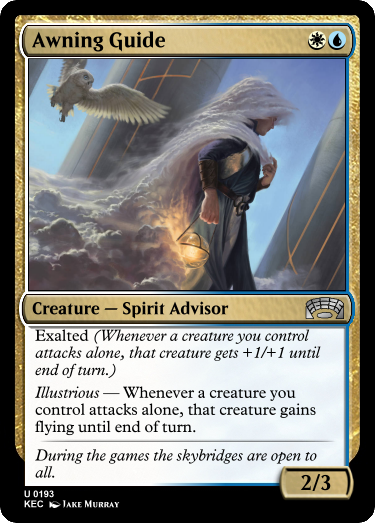 Awning Guide
Creature — Spirit Advisor
Exalted (Whenever a creature you control
attacks alone, that creature gets +1/+1 until
end of turn.)
Illustrious — Whenever a creature you
control attacks alone, that creature gains
flying until end of turn.
During the games the skybridges are open to
all.
2/3
U 0193
KEC Jake Murray